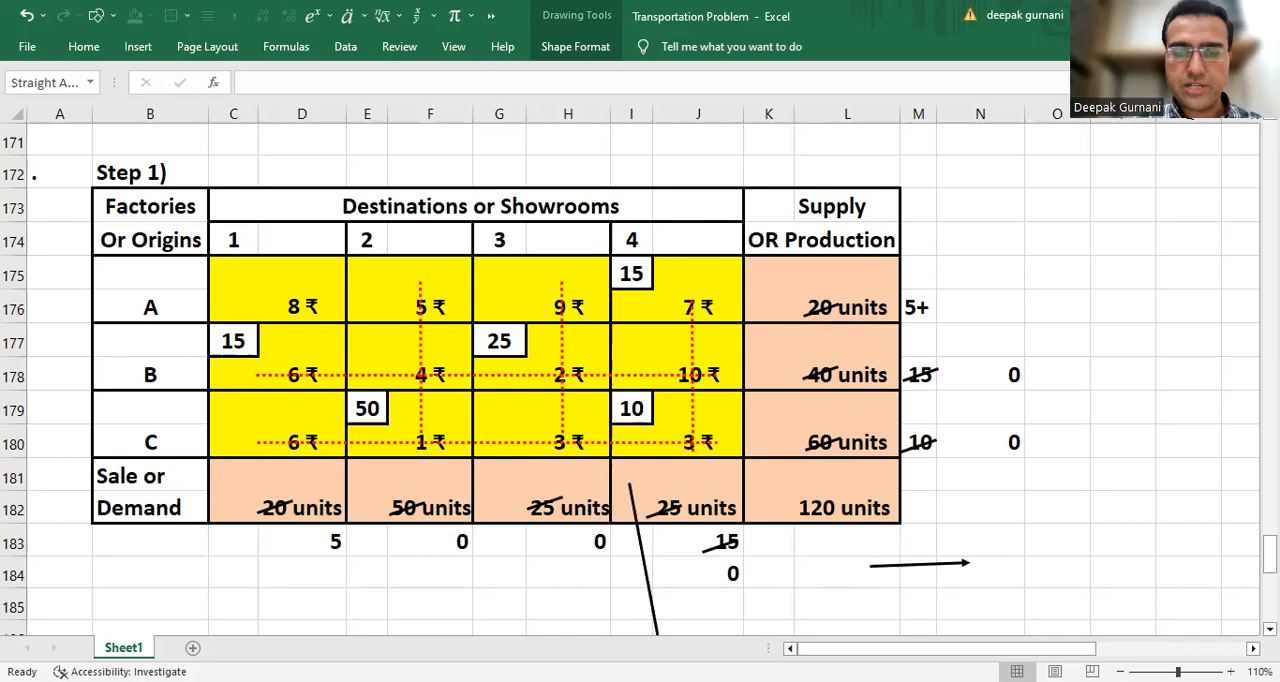 Drawing Tools
Transportation Problem - Excel
deepak gurnani
File Home Insert Page Layout Formulas Data Review View Help Shape Format Tell me what you want to do
Deepak Gurnani
Straight A... fx
A B C D E F G H I J K L M N O P Q
171
172 . Step 1)
173 Factories Destinations or Showrooms Supply
174 Or Origins 1 2 3 4 OR Production
175 15
176 A 8 ₹ 5 ₹ 9 ₹ 7 ₹ 20 units 5+
177 15 25
178 B 6 ₹ 4 ₹ 2 ₹ 10 ₹ 40 units 15 0
179 50 10
180 C 6 ₹ 1 ₹ 3 ₹ 3 ₹ 60 units 10 0
181 Sale or
182 Demand 20 units 50 units 25 units 25 units 120 units
183 5 0 0 15
184 0
185
Sheet1
Ready Accessibility: Investigate 110%